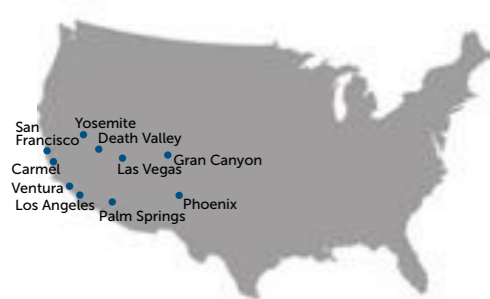 Yosemite
San
Francisco
Death Valley
Gran Canyon
Carmel
Las Vegas
Ventura
Los Angeles
Phoenix
Palm Springs